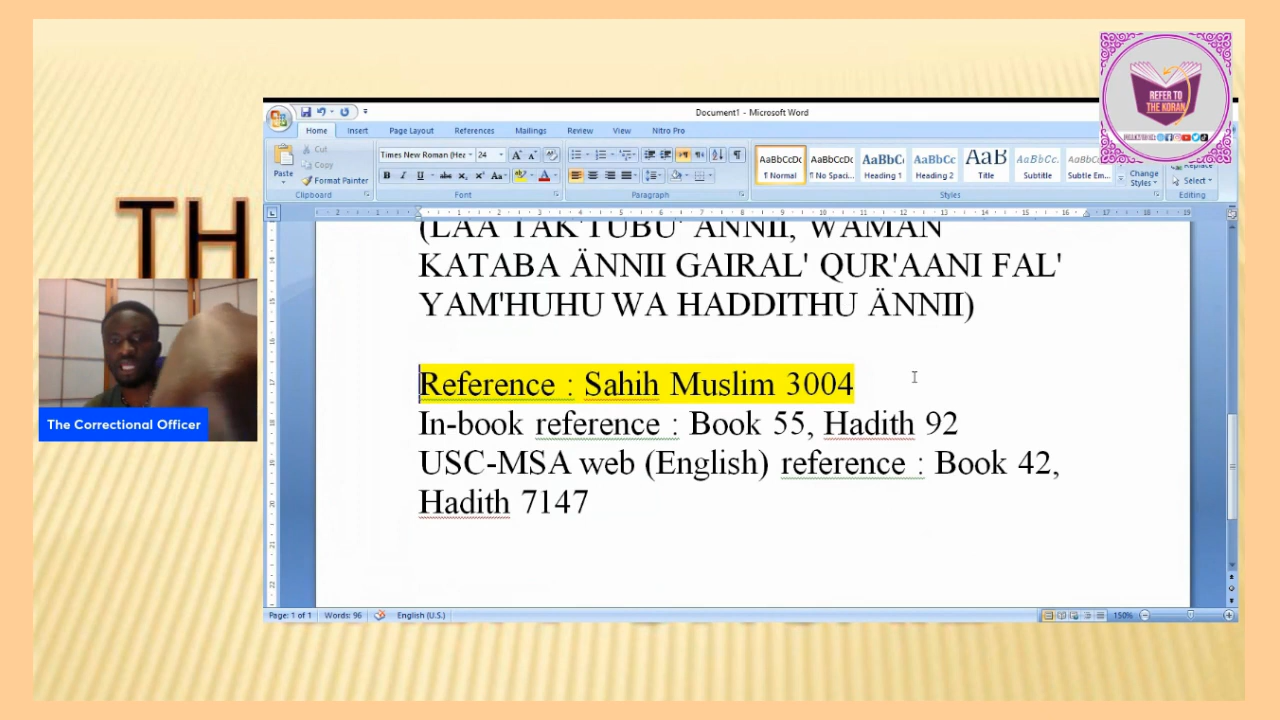 Document1 - Microsoft Word
Home Insert Page Layout References Mailings Review View Nitro Pro
Cut
Copy
Format Painter
Paste
Clipboard
Times New Roman (Hea 24
Font
Paragraph
AaBbCcDc AaBbCcDc AaBbC AaBbCc AaB AaBbCc. AaBbCc
¶ Normal ¶ No Spaci... Heading 1 Heading 2 Title Subtitle Subtle Em...
Change Styles
Styles
Replace
Select
Editing
REFER TO
THE KORAN
TH
(LAA TAK'TUBU' ÄNNII, WAMAN
KATABA ÄNNII GAIRAL' QUR'AANI FAL'
YAM'HUHU WA HADDITHU ÄNNII)
Reference : Sahih Muslim 3004
In-book reference : Book 55, Hadith 92
USC-MSA web (English) reference : Book 42,
Hadith 7147
The Correctional Officer
Page: 1 of 1 Words: 96 English (U.S.) 150%